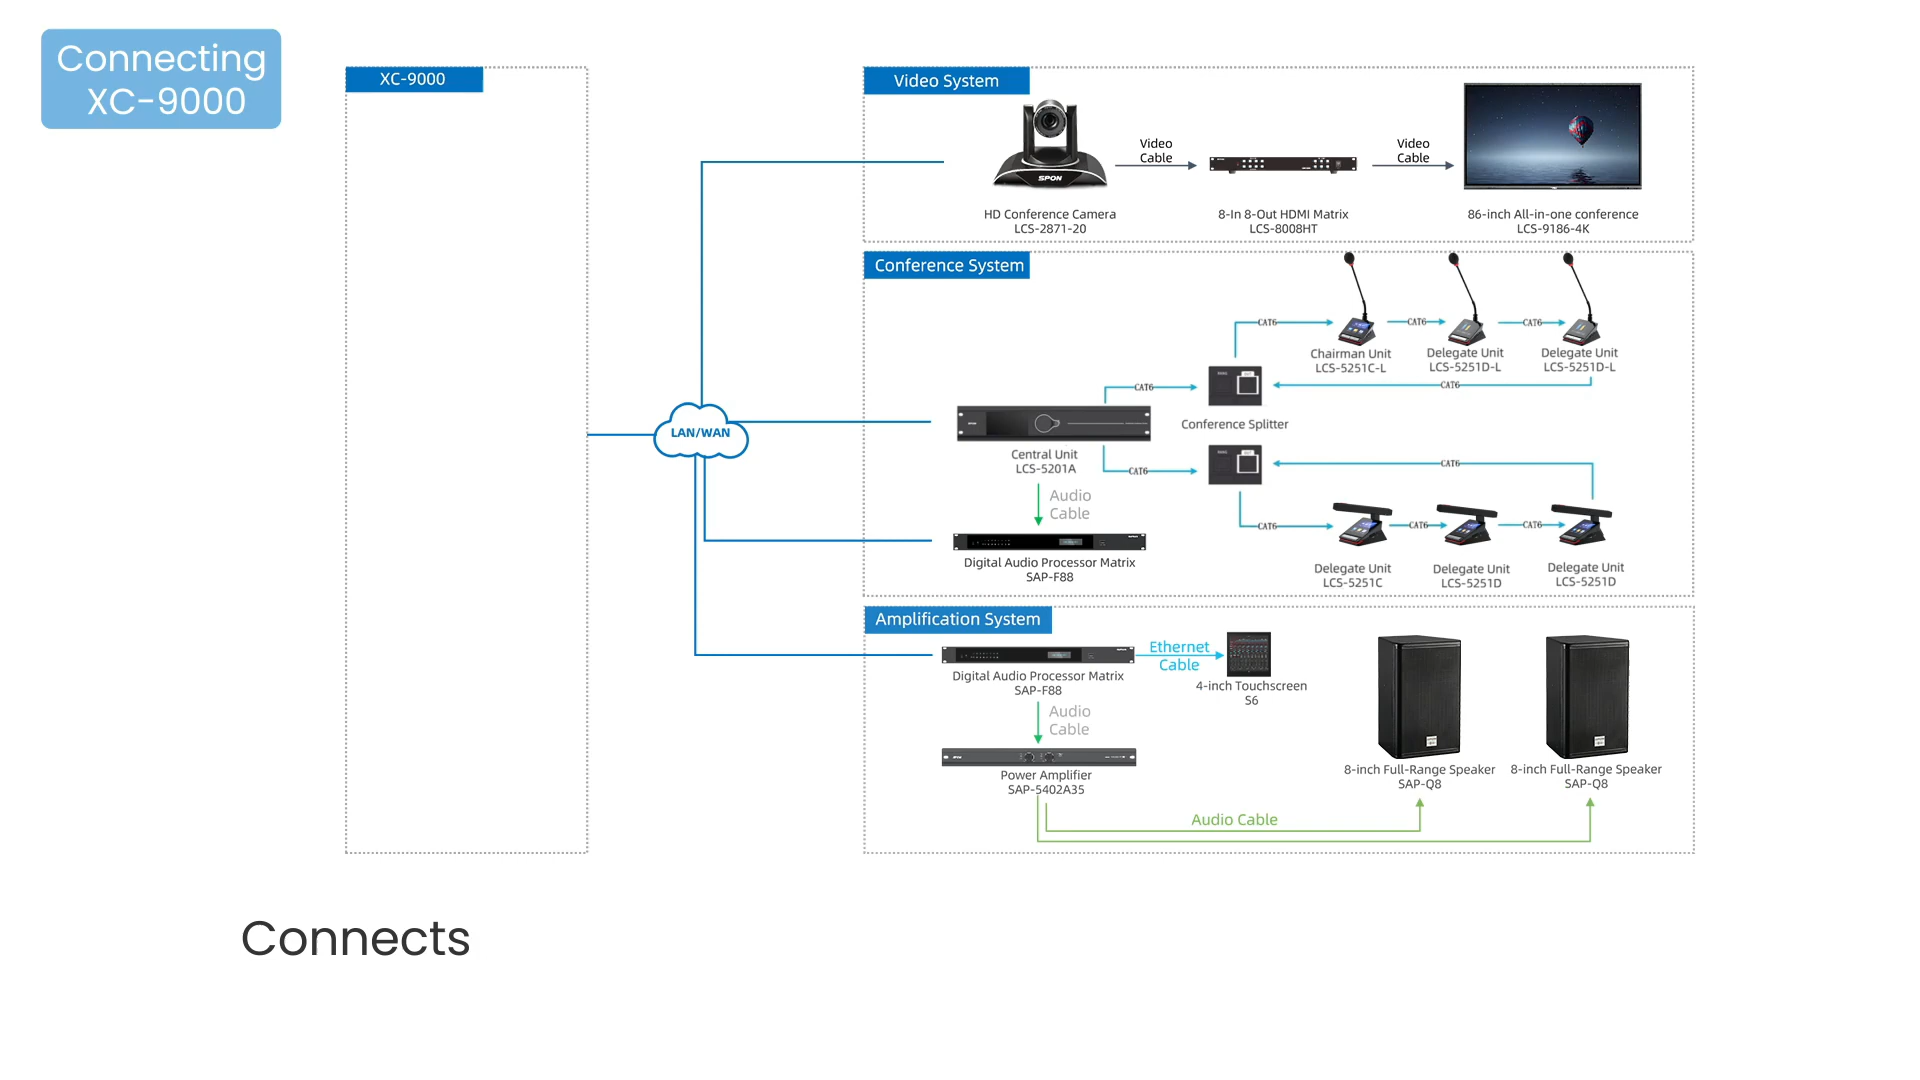 Connecting
XC-9000
XC-9000
LAN/WAN
Video System
SPON
Video
Cable
Video
Cable
HD Conference Camera
LCS-2871-20
8-In 8-Out HDMI Matrix
LCS-8008HT
86-inch All-in-one conference
LCS-9186-4K
Conference System
CAT6
CAT6
CAT6
Chairman Unit
LCS-5251C-L
Delegate Unit
LCS-5251D-L
Delegate Unit
LCS-5251D-L
CAT6
CAT6
Conference Splitter
Central Unit
LCS-5201A
CAT6
CAT6
Audio
Cable
CAT6
CAT6
CAT6
Digital Audio Processor Matrix
SAP-F88
Delegate Unit
LCS-5251C
Delegate Unit
LCS-5251D
Delegate Unit
LCS-5251D
Amplification System
Ethernet
Cable
Digital Audio Processor Matrix
SAP-F88
4-inch Touchscreen
S6
Audio
Cable
Power Amplifier
SAP-5402A35
8-inch Full-Range Speaker
SAP-Q8
8-inch Full-Range Speaker
SAP-Q8
Audio Cable
Connects